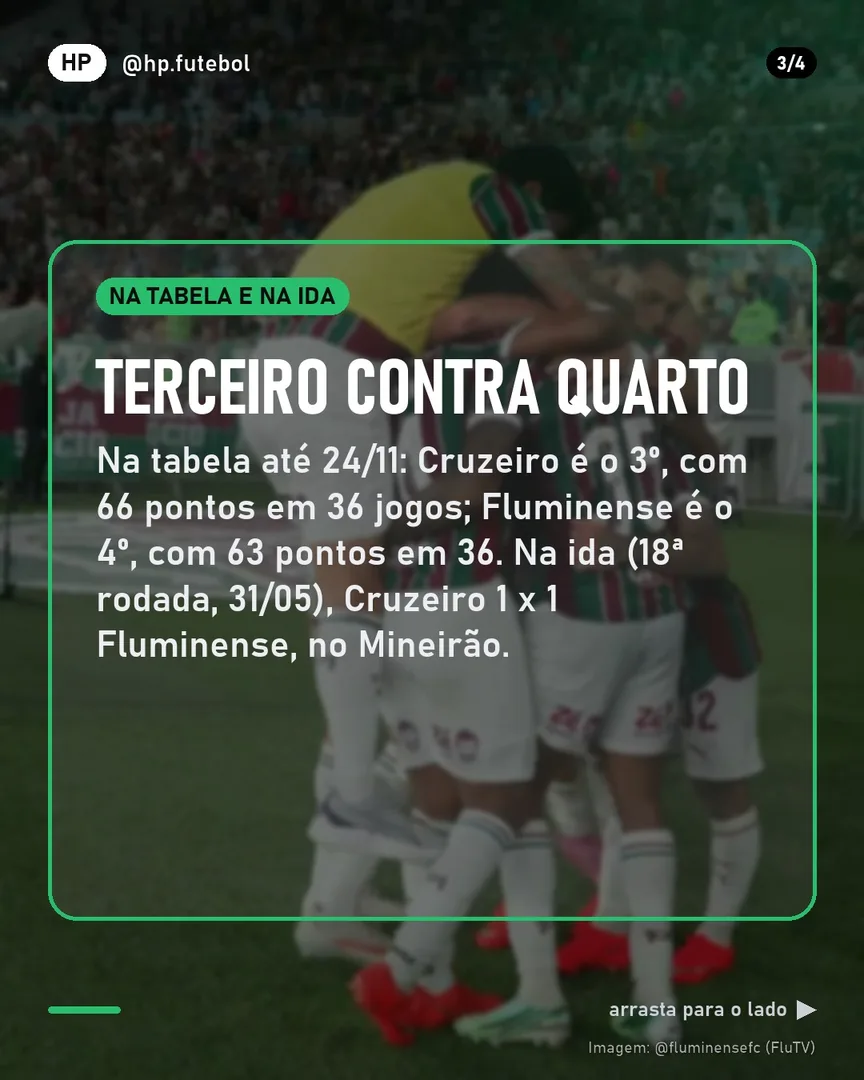 HP @hp.futebol
3/4
NA TABELA E NA IDA
TERCEIRO CONTRA QUARTO
Na tabela até 24/11: Cruzeiro é o 3º, com
66 pontos em 36 jogos; Fluminense é o
4º, com 63 pontos em 36. Na ida (18ª
rodada, 31/05), Cruzeiro 1 x 1
Fluminense, no Mineirão.
arrasta para o lado ▶
Imagem: @fluminensefc (FluTV)